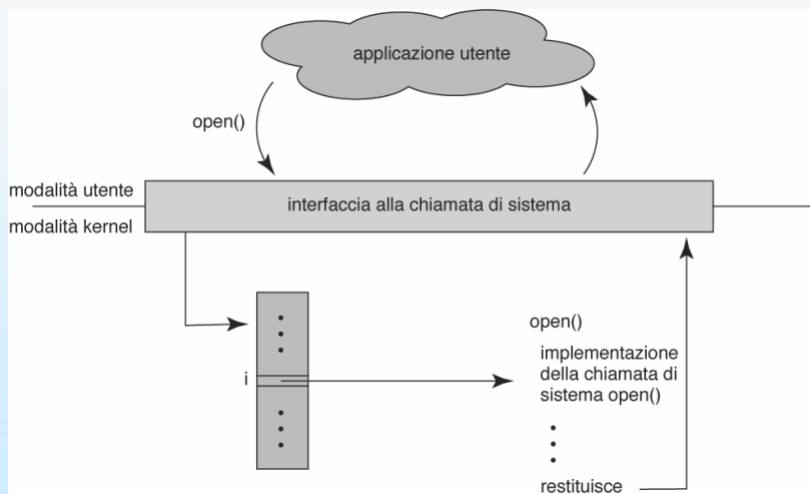 applicazione utente
open()
modalità utente
interfaccia alla chiamata di sistema
modalità kernel
i
open()
implementazione
della chiamata di
sistema open()
restituisce